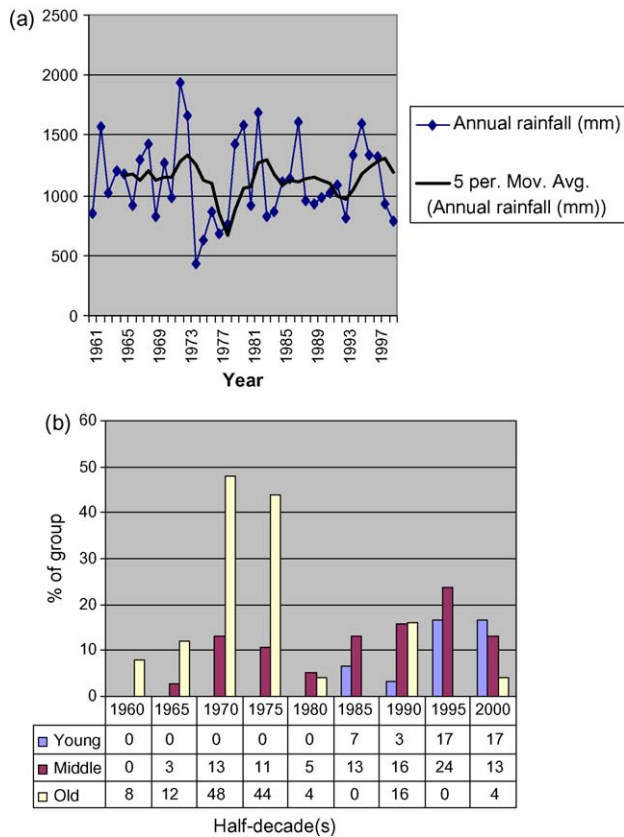 (a)
2500
2000
1500
1000
500
0
1961
1965
1969
1973
1977
1981
1985
1989
1993
1997
Year
Annual rainfall (mm)
5 per. Mov. Avg.
(Annual rainfall (mm))
(b)
60
50
40
30
20
10
0
% of group
1960 1965 1970 1975 1980 1985 1990 1995 2000
Young 0 0 0 0 0 7 3 17 17
Middle 0 3 13 11 5 13 16 24 13
Old 8 12 48 44 4 0 16 0 4
Half-decade(s)